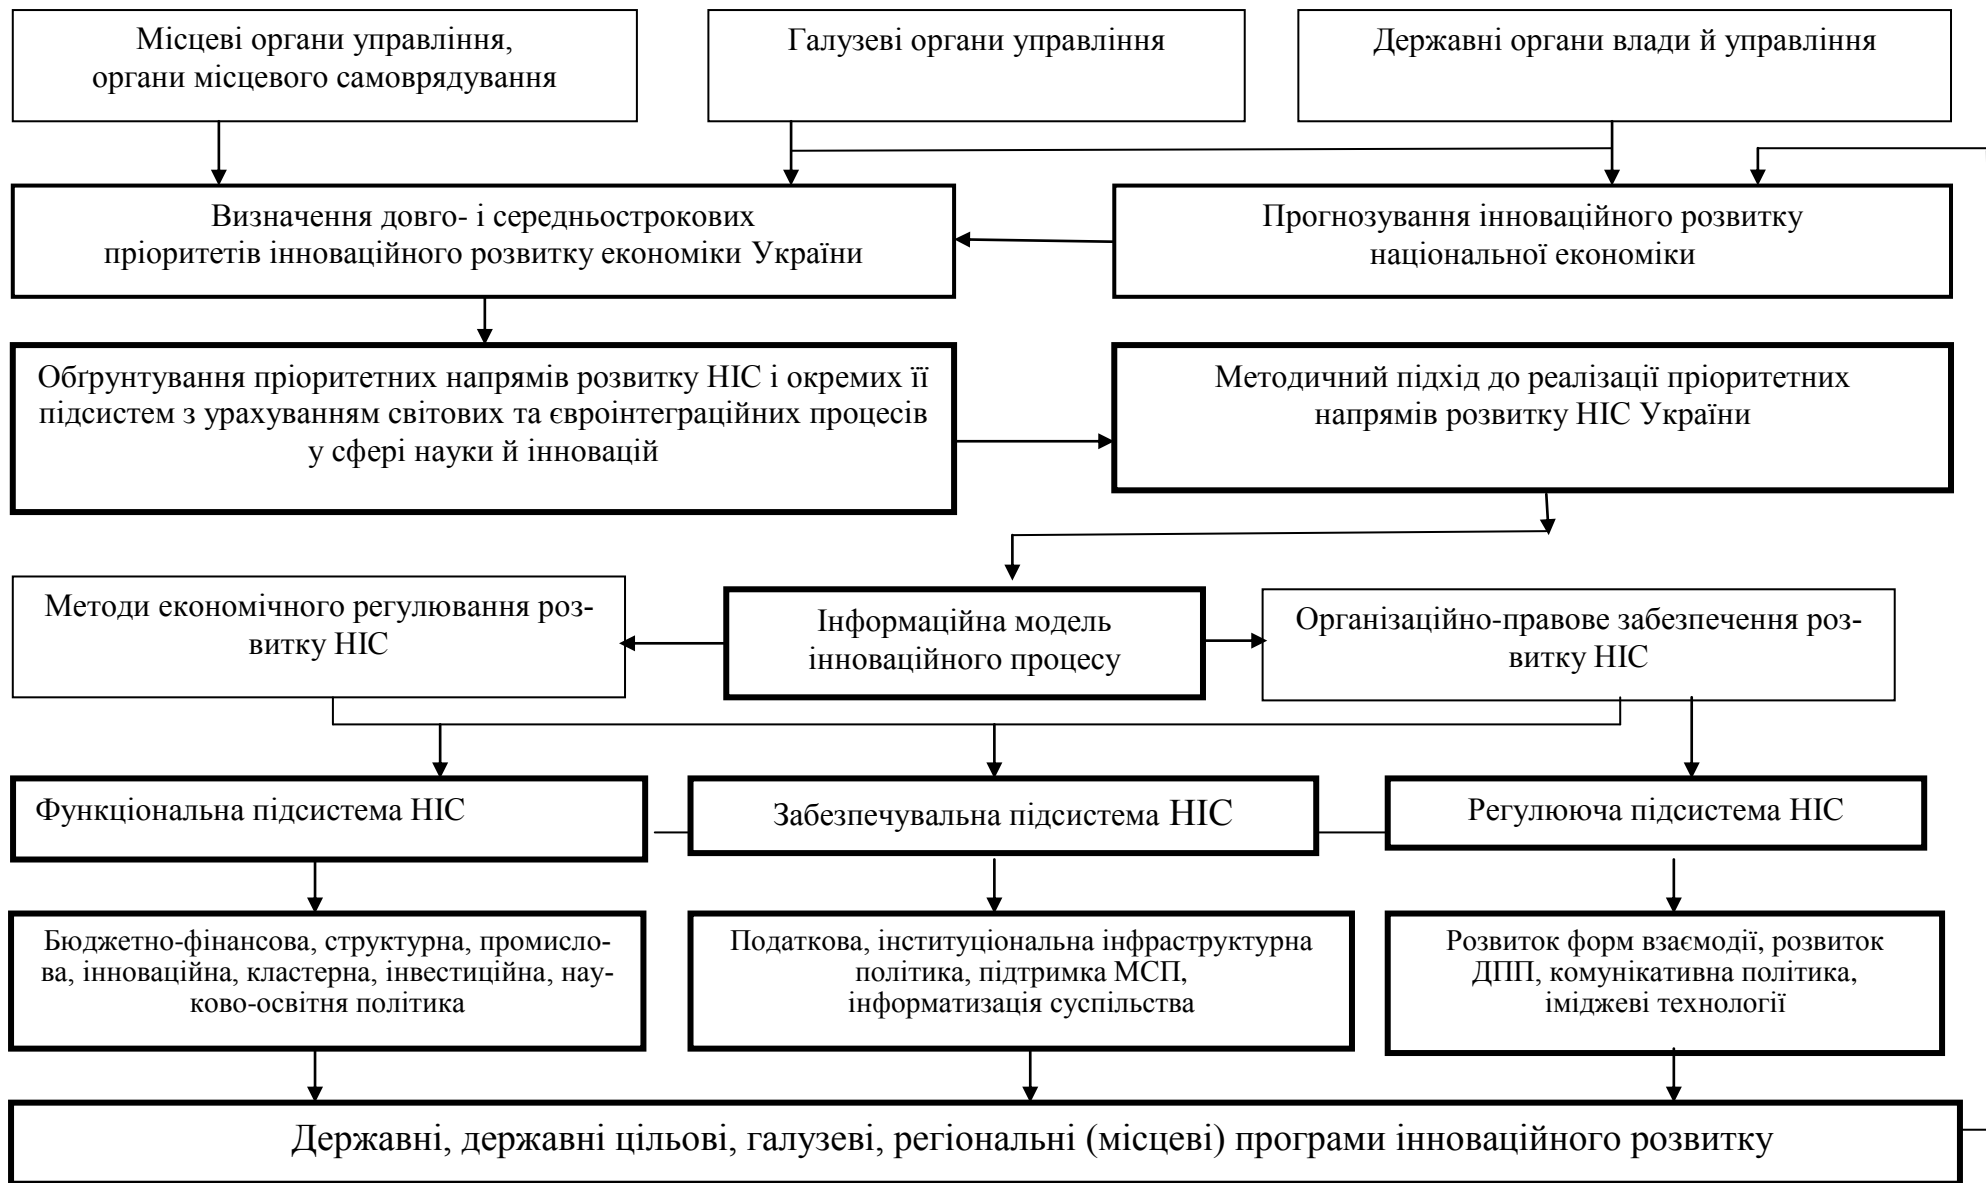 Місцеві органи управління,
органи місцевого самоврядування
Галузеві органи управління
Державні органи влади й управління
Визначення довго- і середньострокових
пріоритетів інноваційного розвитку економіки України
Прогнозування інноваційного розвитку
національної економіки
Обґрунтування пріоритетних напрямів розвитку НІС і окремих її
підсистем з урахуванням світових та євроінтеграційних процесів
у сфері науки й інновацій
Методичний підхід до реалізації пріоритетних
напрямів розвитку НІС України
Методи економічного регулювання роз-
витку НІС
Інформаційна модель
інноваційного процесу
Організаційно-правове забезпечення роз-
витку НІС
Функціональна підсистема НІС
Забезпечувальна підсистема НІС
Регулююча підсистема НІС
Бюджетно-фінансова, структурна, промисло-
ва, інноваційна, кластерна, інвестиційна, нау-
ково-освітня політика
Податкова, інституціональна інфраструктурна
політика, підтримка МСП,
інформатизація суспільства
Розвиток форм взаємодії, розвиток
ДПП, комунікативна політика,
іміджеві технології
Державні, державні цільові, галузеві, регіональні (місцеві) програми інноваційного розвитку